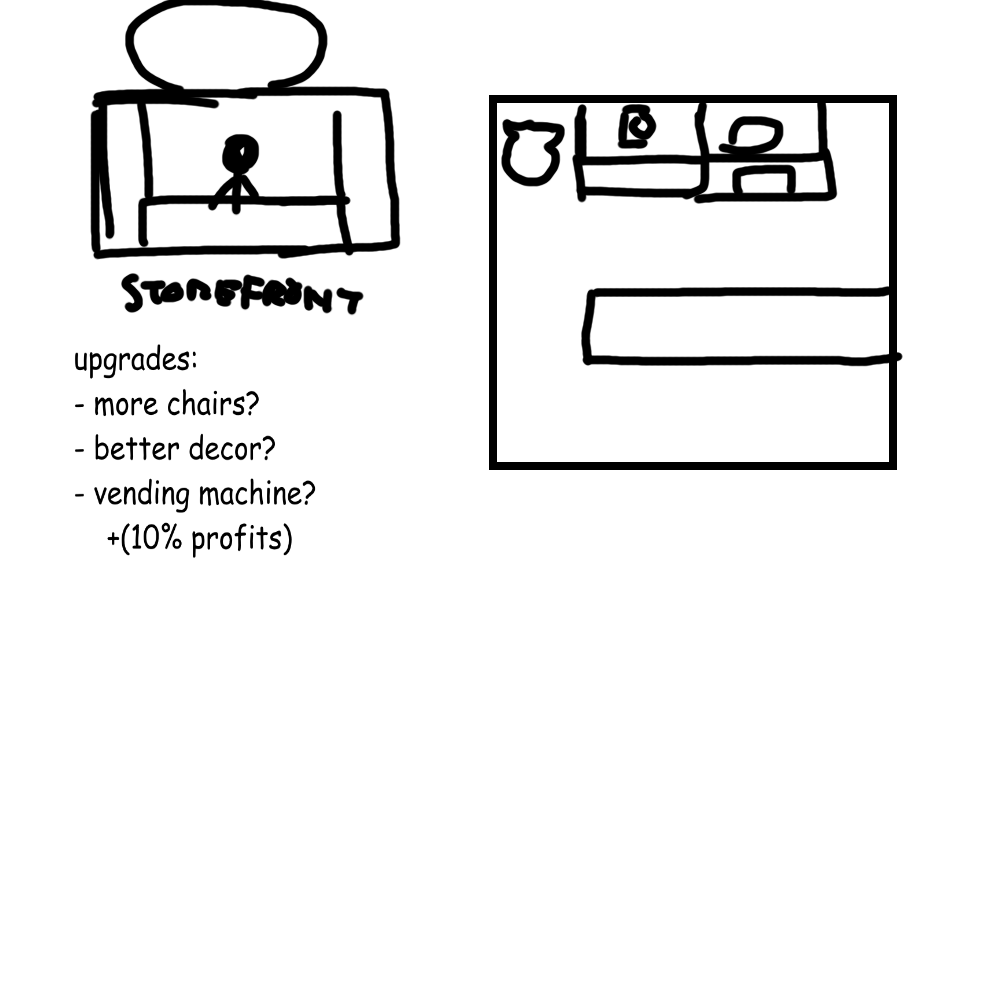 STOREFRONT
upgrades:
- more chairs?
- better decor?
- vending machine?
+(10% profits)